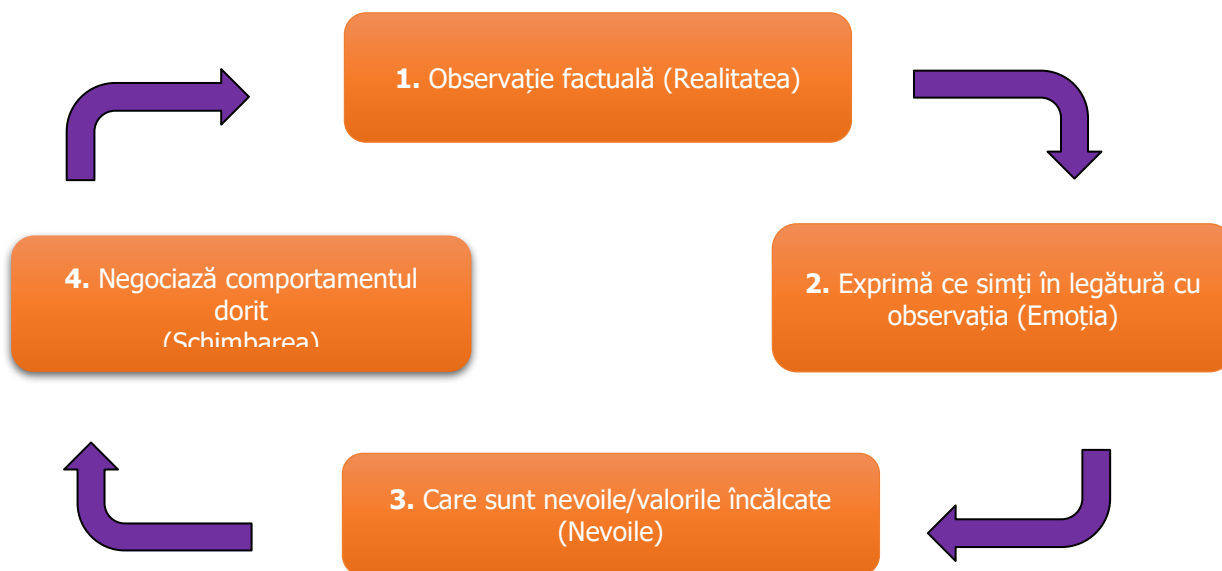 1. Observație factuală (Realitatea)
2. Exprimă ce simți în legătură cu
observația (Emoția)
3. Care sunt nevoile/valorile încălcate
(Nevoile)
4. Negociază comportamentul
dorit
(Schimbarea)